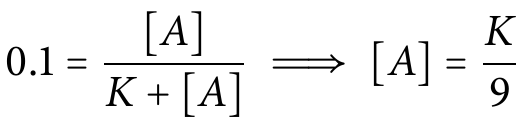 0.1 = [A] / (K + [A]) ⟹ [A] = K / 9